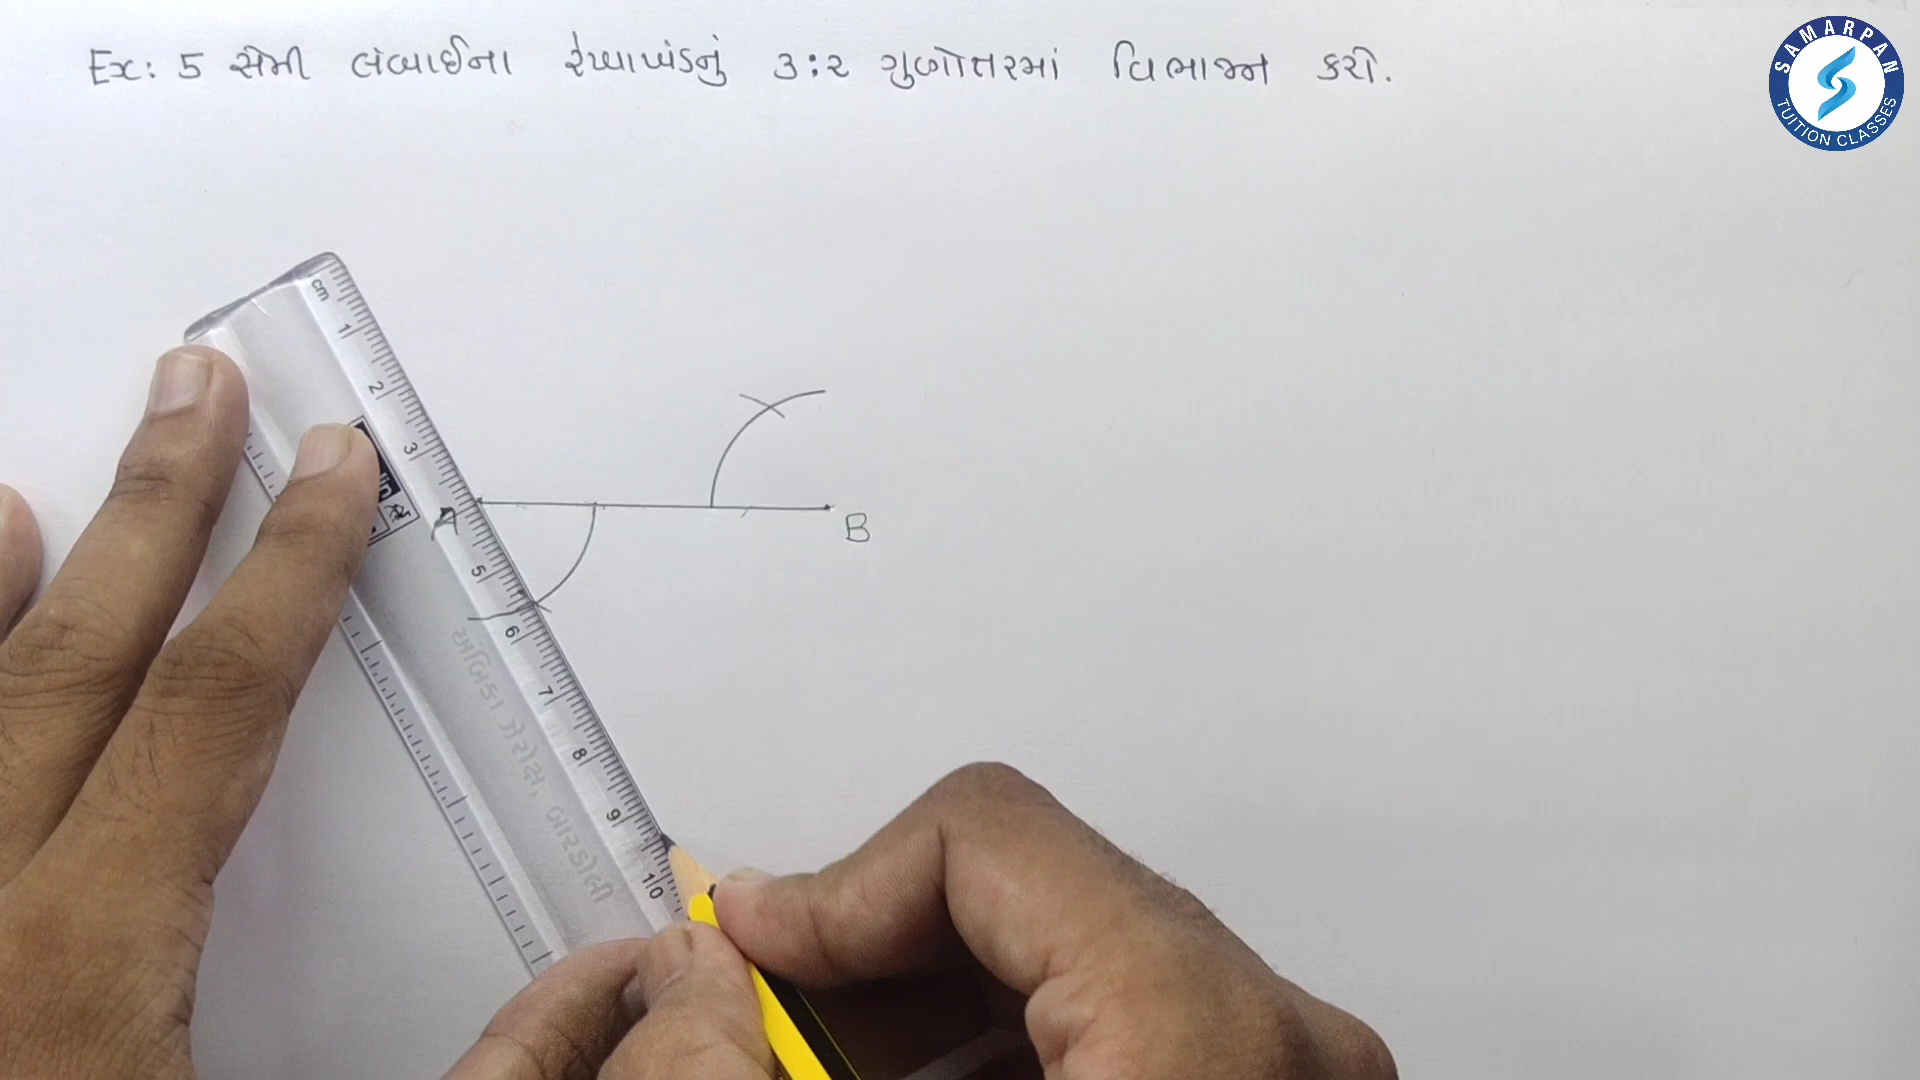 Ex: 5 સેમી લંબાઈના રેખાખંડનું ૩:૨ ગુણોત્તરમાં વિભાજન કરો.
SAMARPAN
TUITION CLASSES
cm 1 2 3 5 6 7 8 9 10
A
B